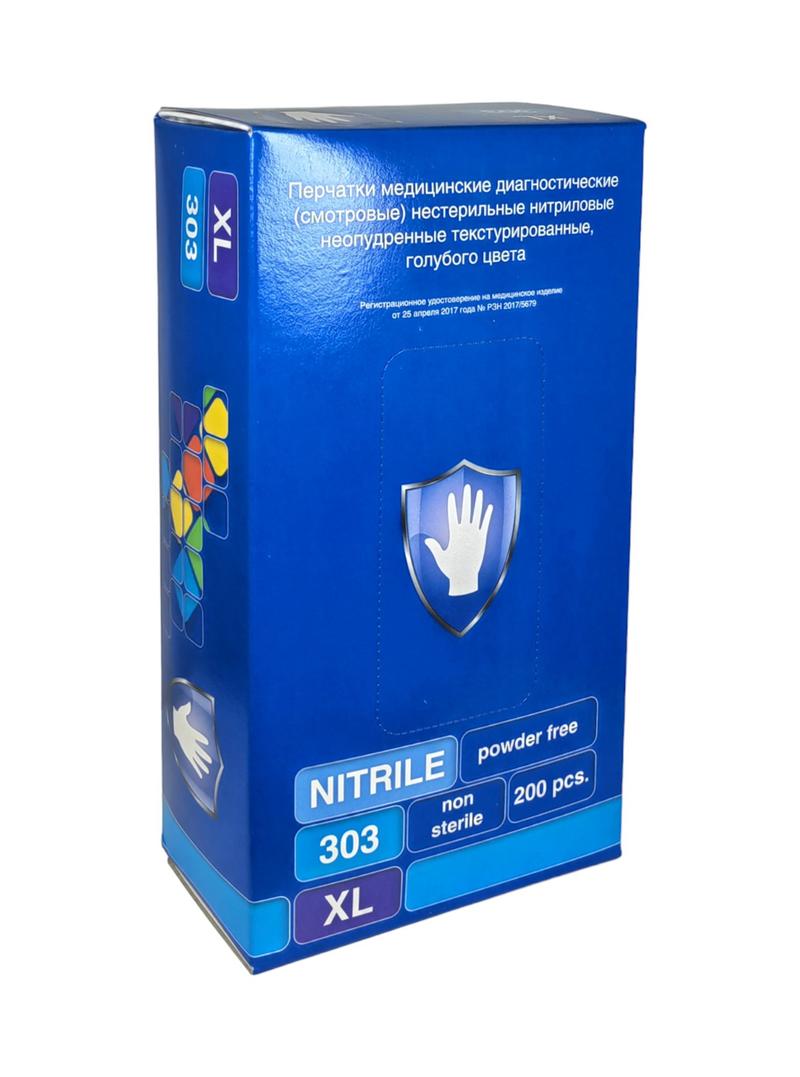 Перчатки медицинские диагностические
(смотровые) нестерильные нитриловые
неопудренные текстурированные,
голубого цвета
Регистрационное удостоверение на медицинское изделие
от 25 апреля 2017 года № РЗН 2017/5679
XL
303
NITRILE
powder free
303
non
sterile
200 pcs.
XL